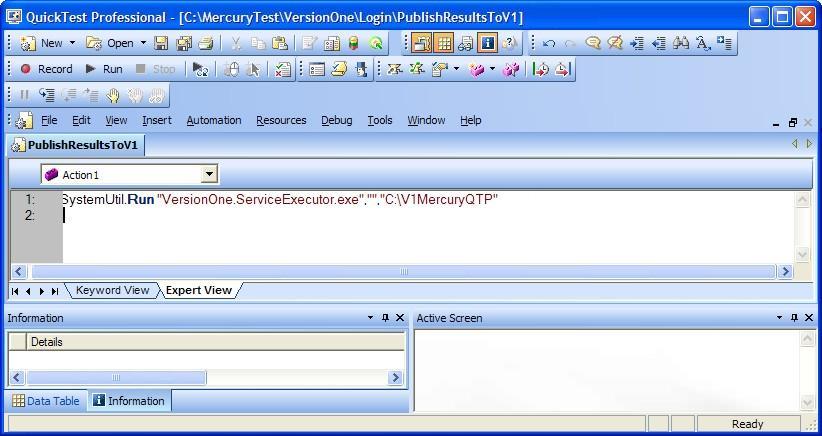 QuickTest Professional - [C:\MercuryTest\VersionOne\Login\PublishResultsToV1]
New Open
Record Run Stop
File Edit View Insert Automation Resources Debug Tools Window Help
PublishResultsToV1
Action1
1: SystemUtil.Run "VersionOne.ServiceExecutor.exe","","C:\V1MercuryQTP"
2:
Keyword View Expert View
Information Active Screen
Details
Data Table Information
Ready